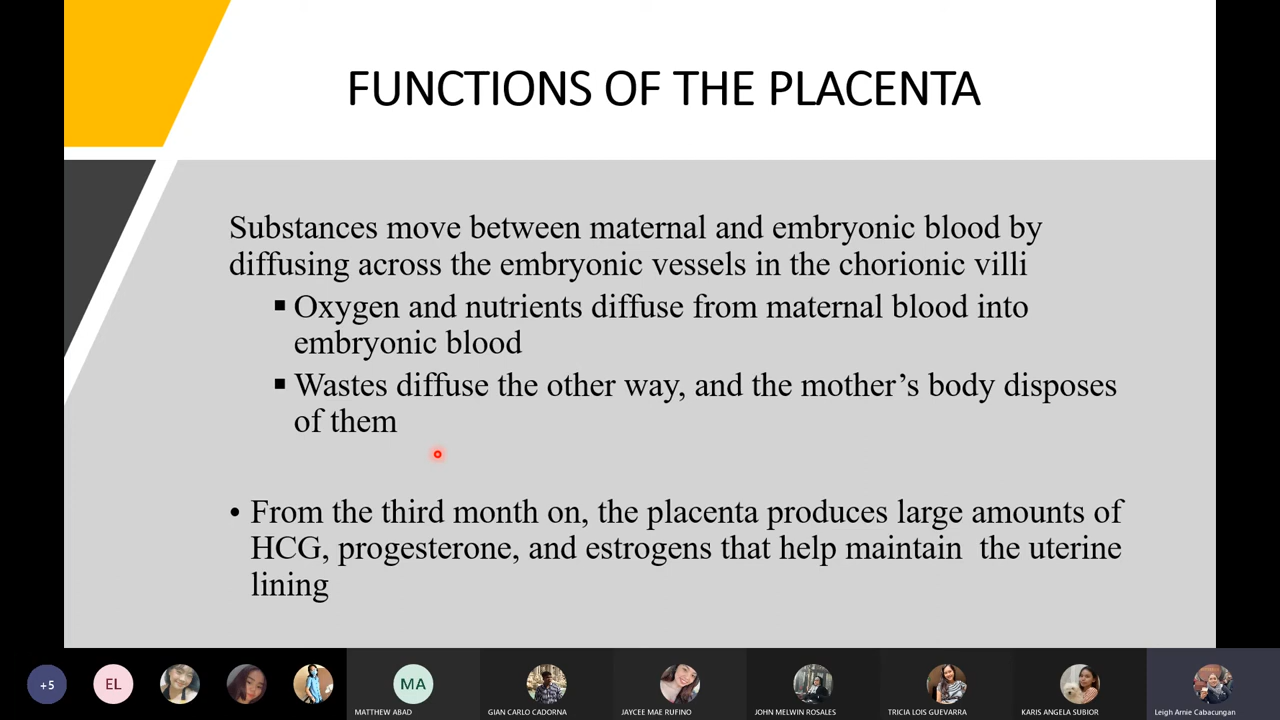 FUNCTIONS OF THE PLACENTA
Substances move between maternal and embryonic blood by
diffusing across the embryonic vessels in the chorionic villi
▪ Oxygen and nutrients diffuse from maternal blood into
embryonic blood
▪ Wastes diffuse the other way, and the mother’s body disposes
of them
• From the third month on, the placenta produces large amounts of
HCG, progesterone, and estrogens that help maintain the uterine
lining
+5
EL
MA
MATTHEW ABAD
GIAN CARLO CADORNA
JAYCEE MAE RUFINO
JOHN MELWIN ROSALES
TRICIA LOIS GUEVARRA
KARIS ANGELA SUBIOR
Leigh Arnie Cabacungan